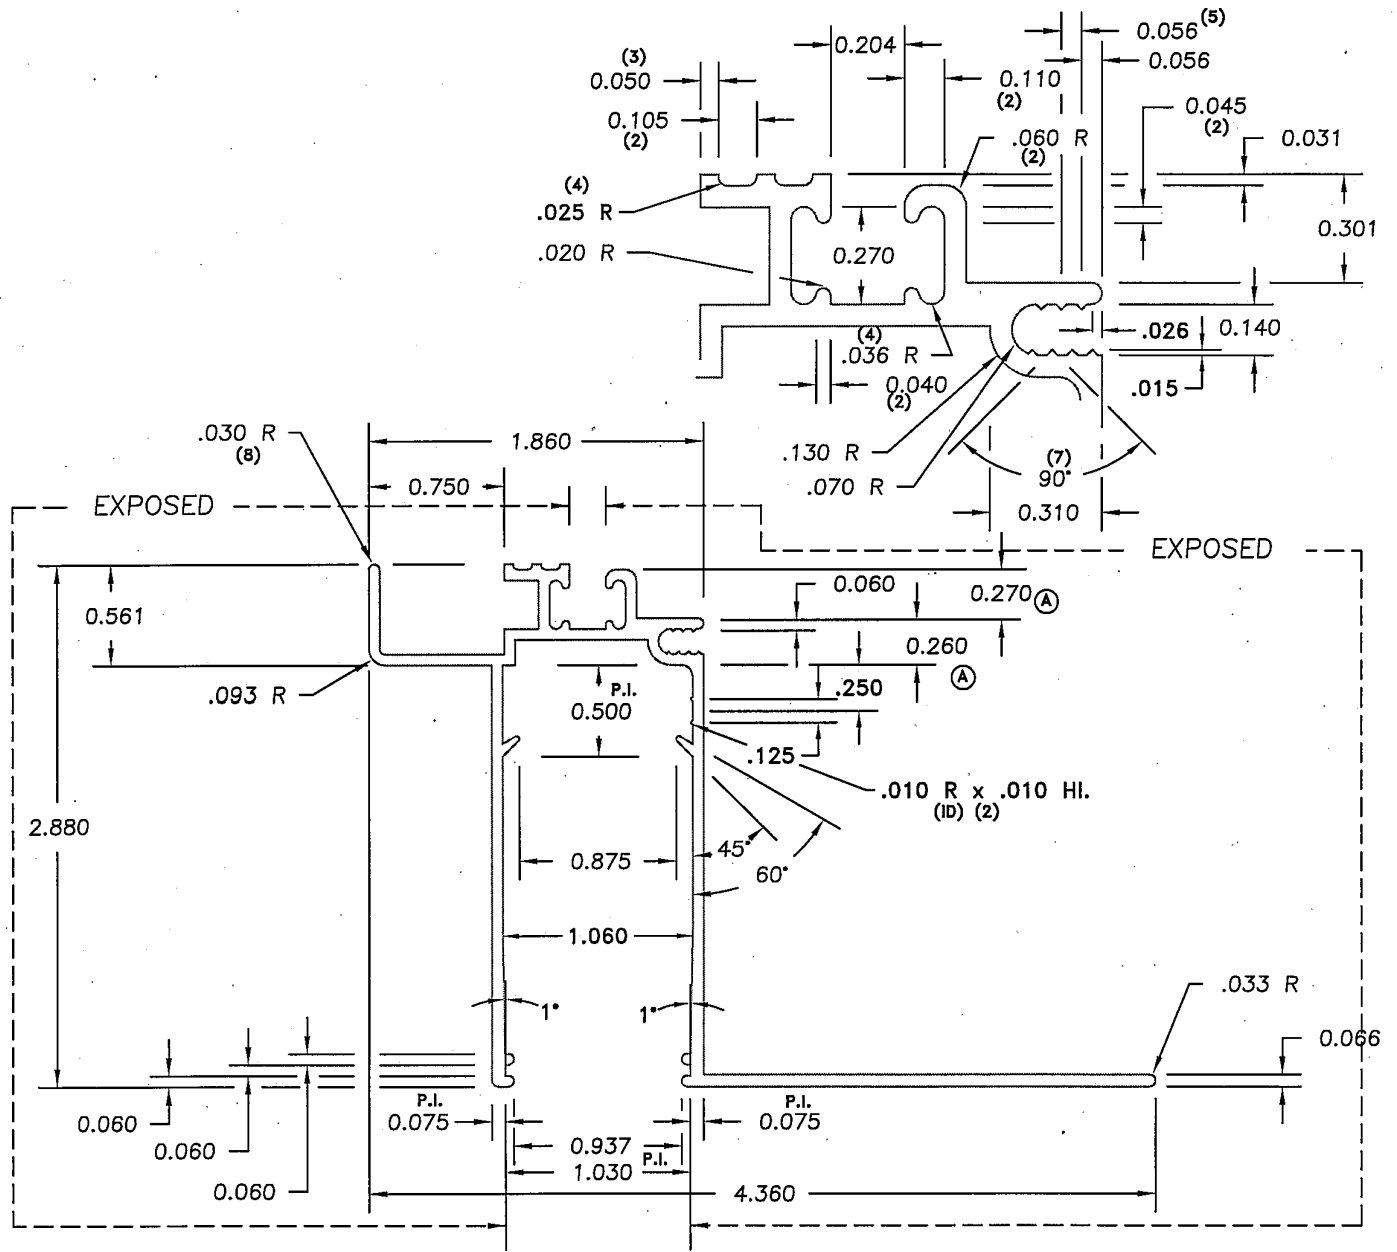 0.056 (5)
0.204
0.056
(3)
0.050
0.110
(2)
0.105
(2)
0.045
(2)
.060 R
(2)
0.031
(4)
.025 R
0.301
.020 R
0.270
(4)
.036 R
.026
0.140
0.040
(2)
.015
.030 R
(8)
1.860
.130 R
(7)
90°
.070 R
0.750
0.310
EXPOSED
EXPOSED
0.060
0.270 A
0.561
0.260
A
.093 R
P.I.
0.500
.250
.125
.010 R x .010 HI.
(ID) (2)
2.880
45°
0.875
60°
1.060
1°
1°
.033 R
0.066
P.I.
0.075
P.I.
0.075
0.060
0.060
0.937
P.I.
1.030
0.060
4.360